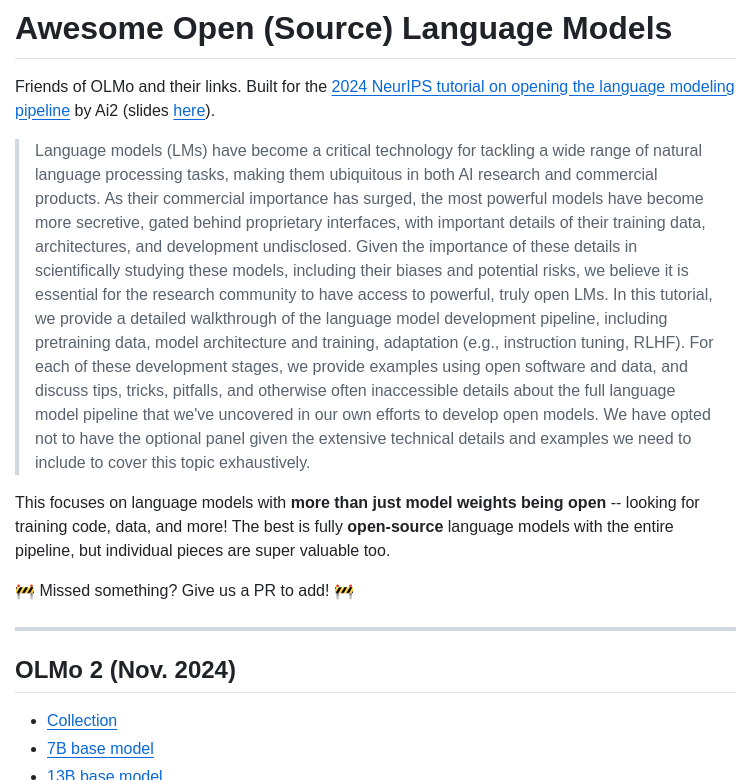 Awesome Open (Source) Language Models
Friends of OLMo and their links. Built for the 2024 NeurIPS tutorial on opening the language modeling
pipeline by Ai2 (slides here).
Language models (LMs) have become a critical technology for tackling a wide range of natural
language processing tasks, making them ubiquitous in both AI research and commercial
products. As their commercial importance has surged, the most powerful models have become
more secretive, gated behind proprietary interfaces, with important details of their training data,
architectures, and development undisclosed. Given the importance of these details in
scientifically studying these models, including their biases and potential risks, we believe it is
essential for the research community to have access to powerful, truly open LMs. In this tutorial,
we provide a detailed walkthrough of the language model development pipeline, including
pretraining data, model architecture and training, adaptation (e.g., instruction tuning, RLHF). For
each of these development stages, we provide examples using open software and data, and
discuss tips, tricks, pitfalls, and otherwise often inaccessible details about the full language
model pipeline that we've uncovered in our own efforts to develop open models. We have opted
not to have the optional panel given the extensive technical details and examples we need to
include to cover this topic exhaustively.
This focuses on language models with more than just model weights being open -- looking for
training code, data, and more! The best is fully open-source language models with the entire
pipeline, but individual pieces are super valuable too.
🚧 Missed something? Give us a PR to add! 🚧
OLMo 2 (Nov. 2024)
• Collection
• 7B base model
• 13B base model